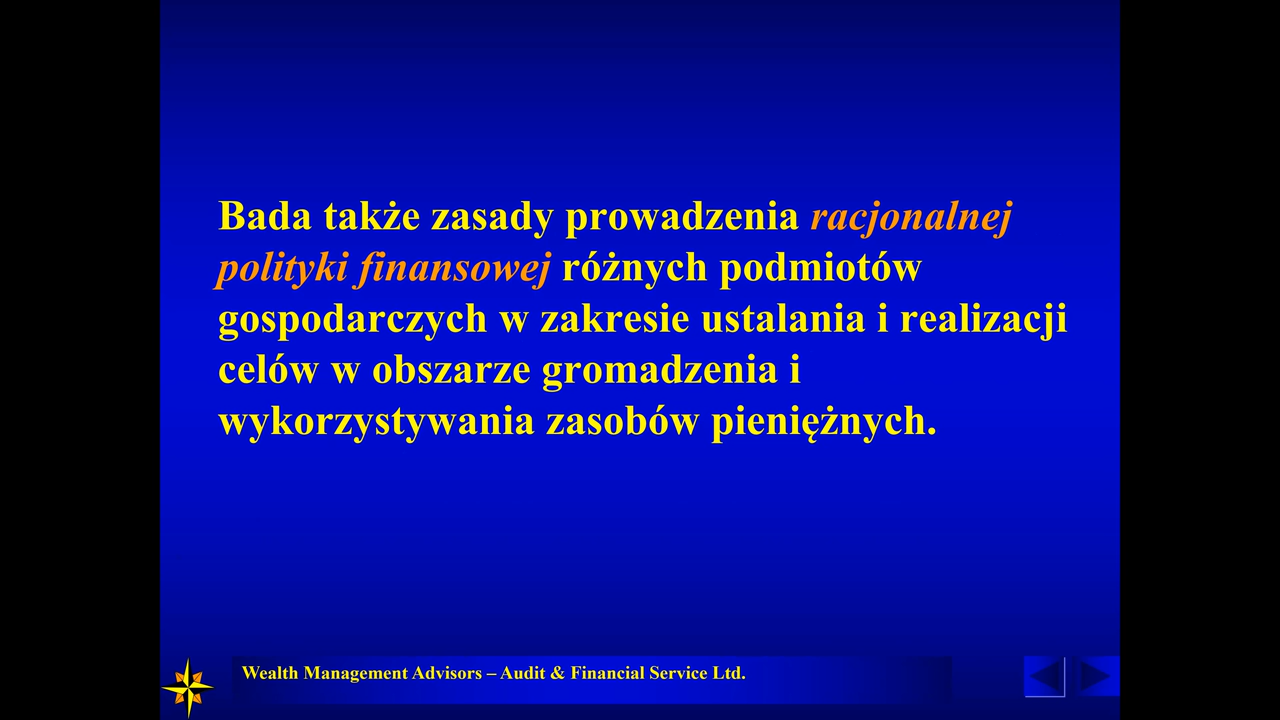 Bada także zasady prowadzenia racjonalnej
polityki finansowej różnych podmiotów
gospodarczych w zakresie ustalania i realizacji
celów w obszarze gromadzenia i
wykorzystywania zasobów pieniężnych.
Wealth Management Advisors – Audit & Financial Service Ltd.